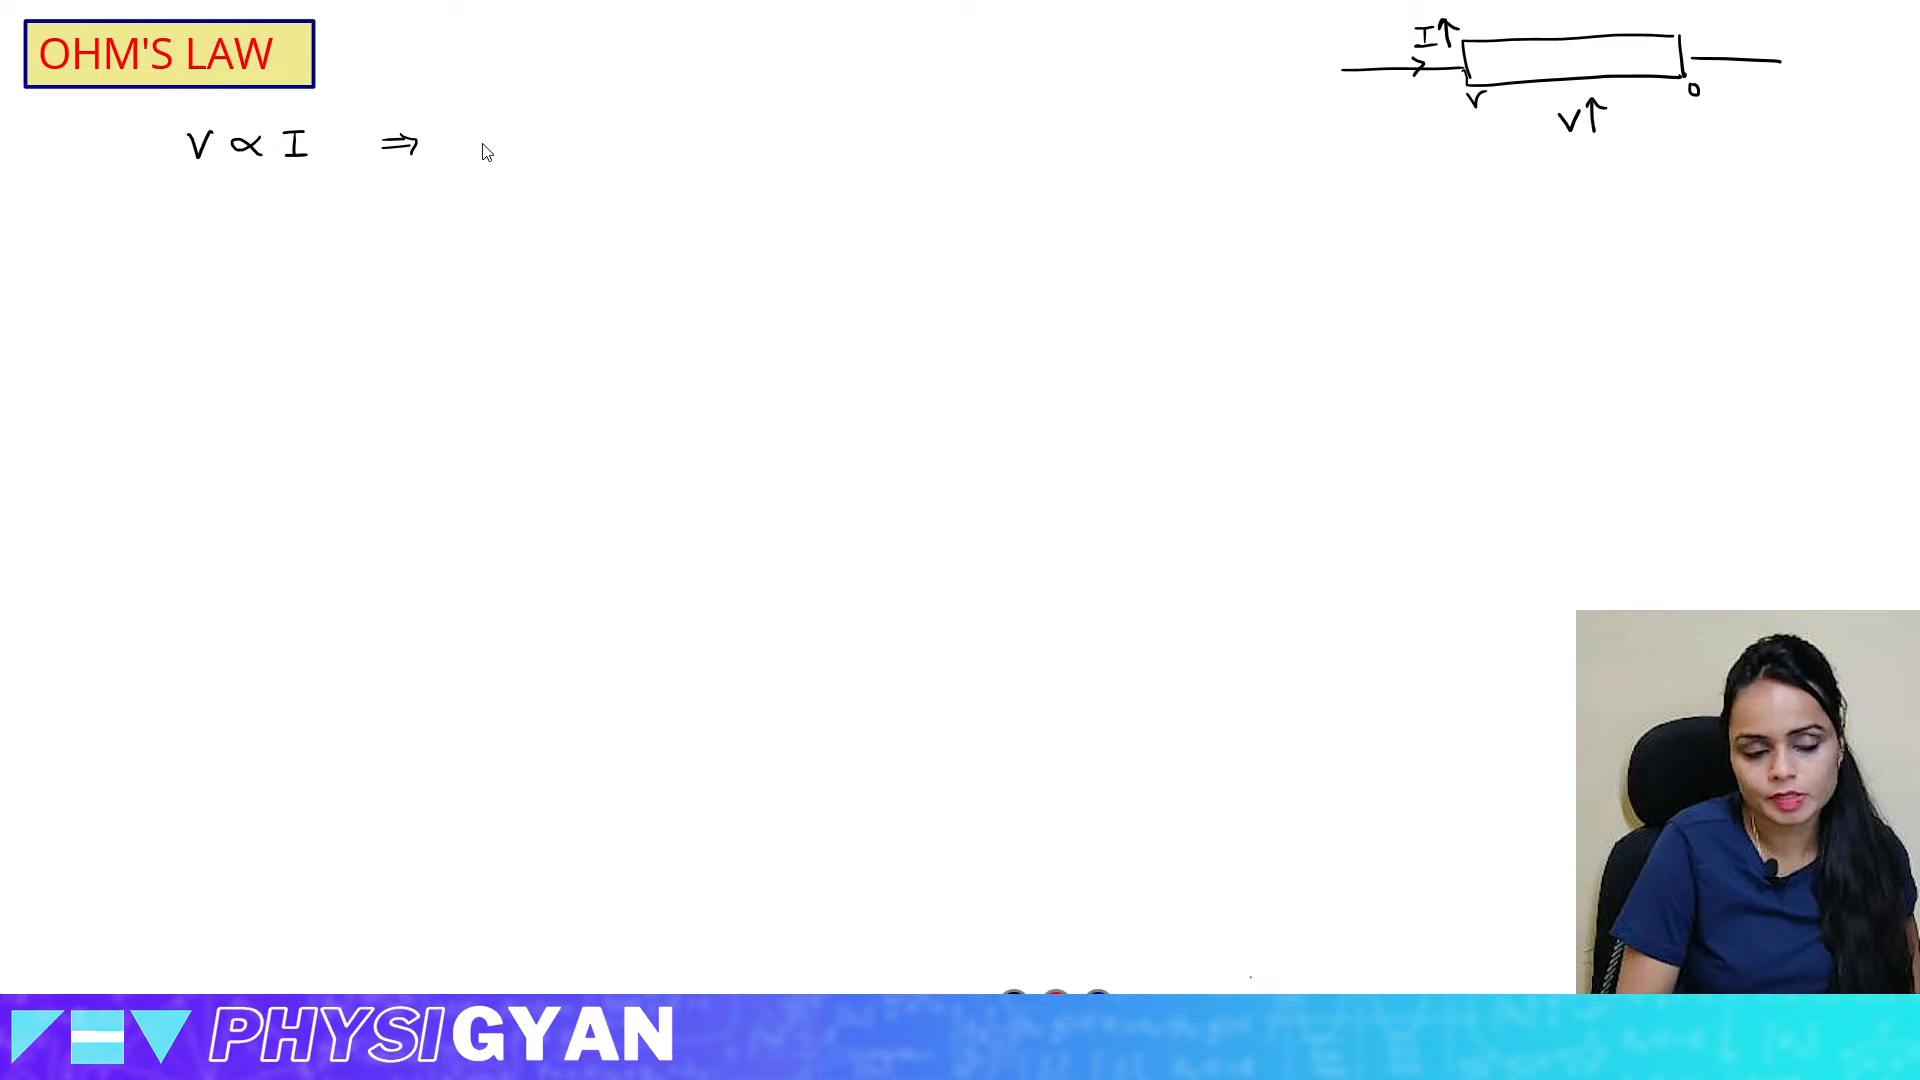 OHM'S LAW
I↑
V
0
V↑
V ∝ I ⇒
PHYSIGYAN